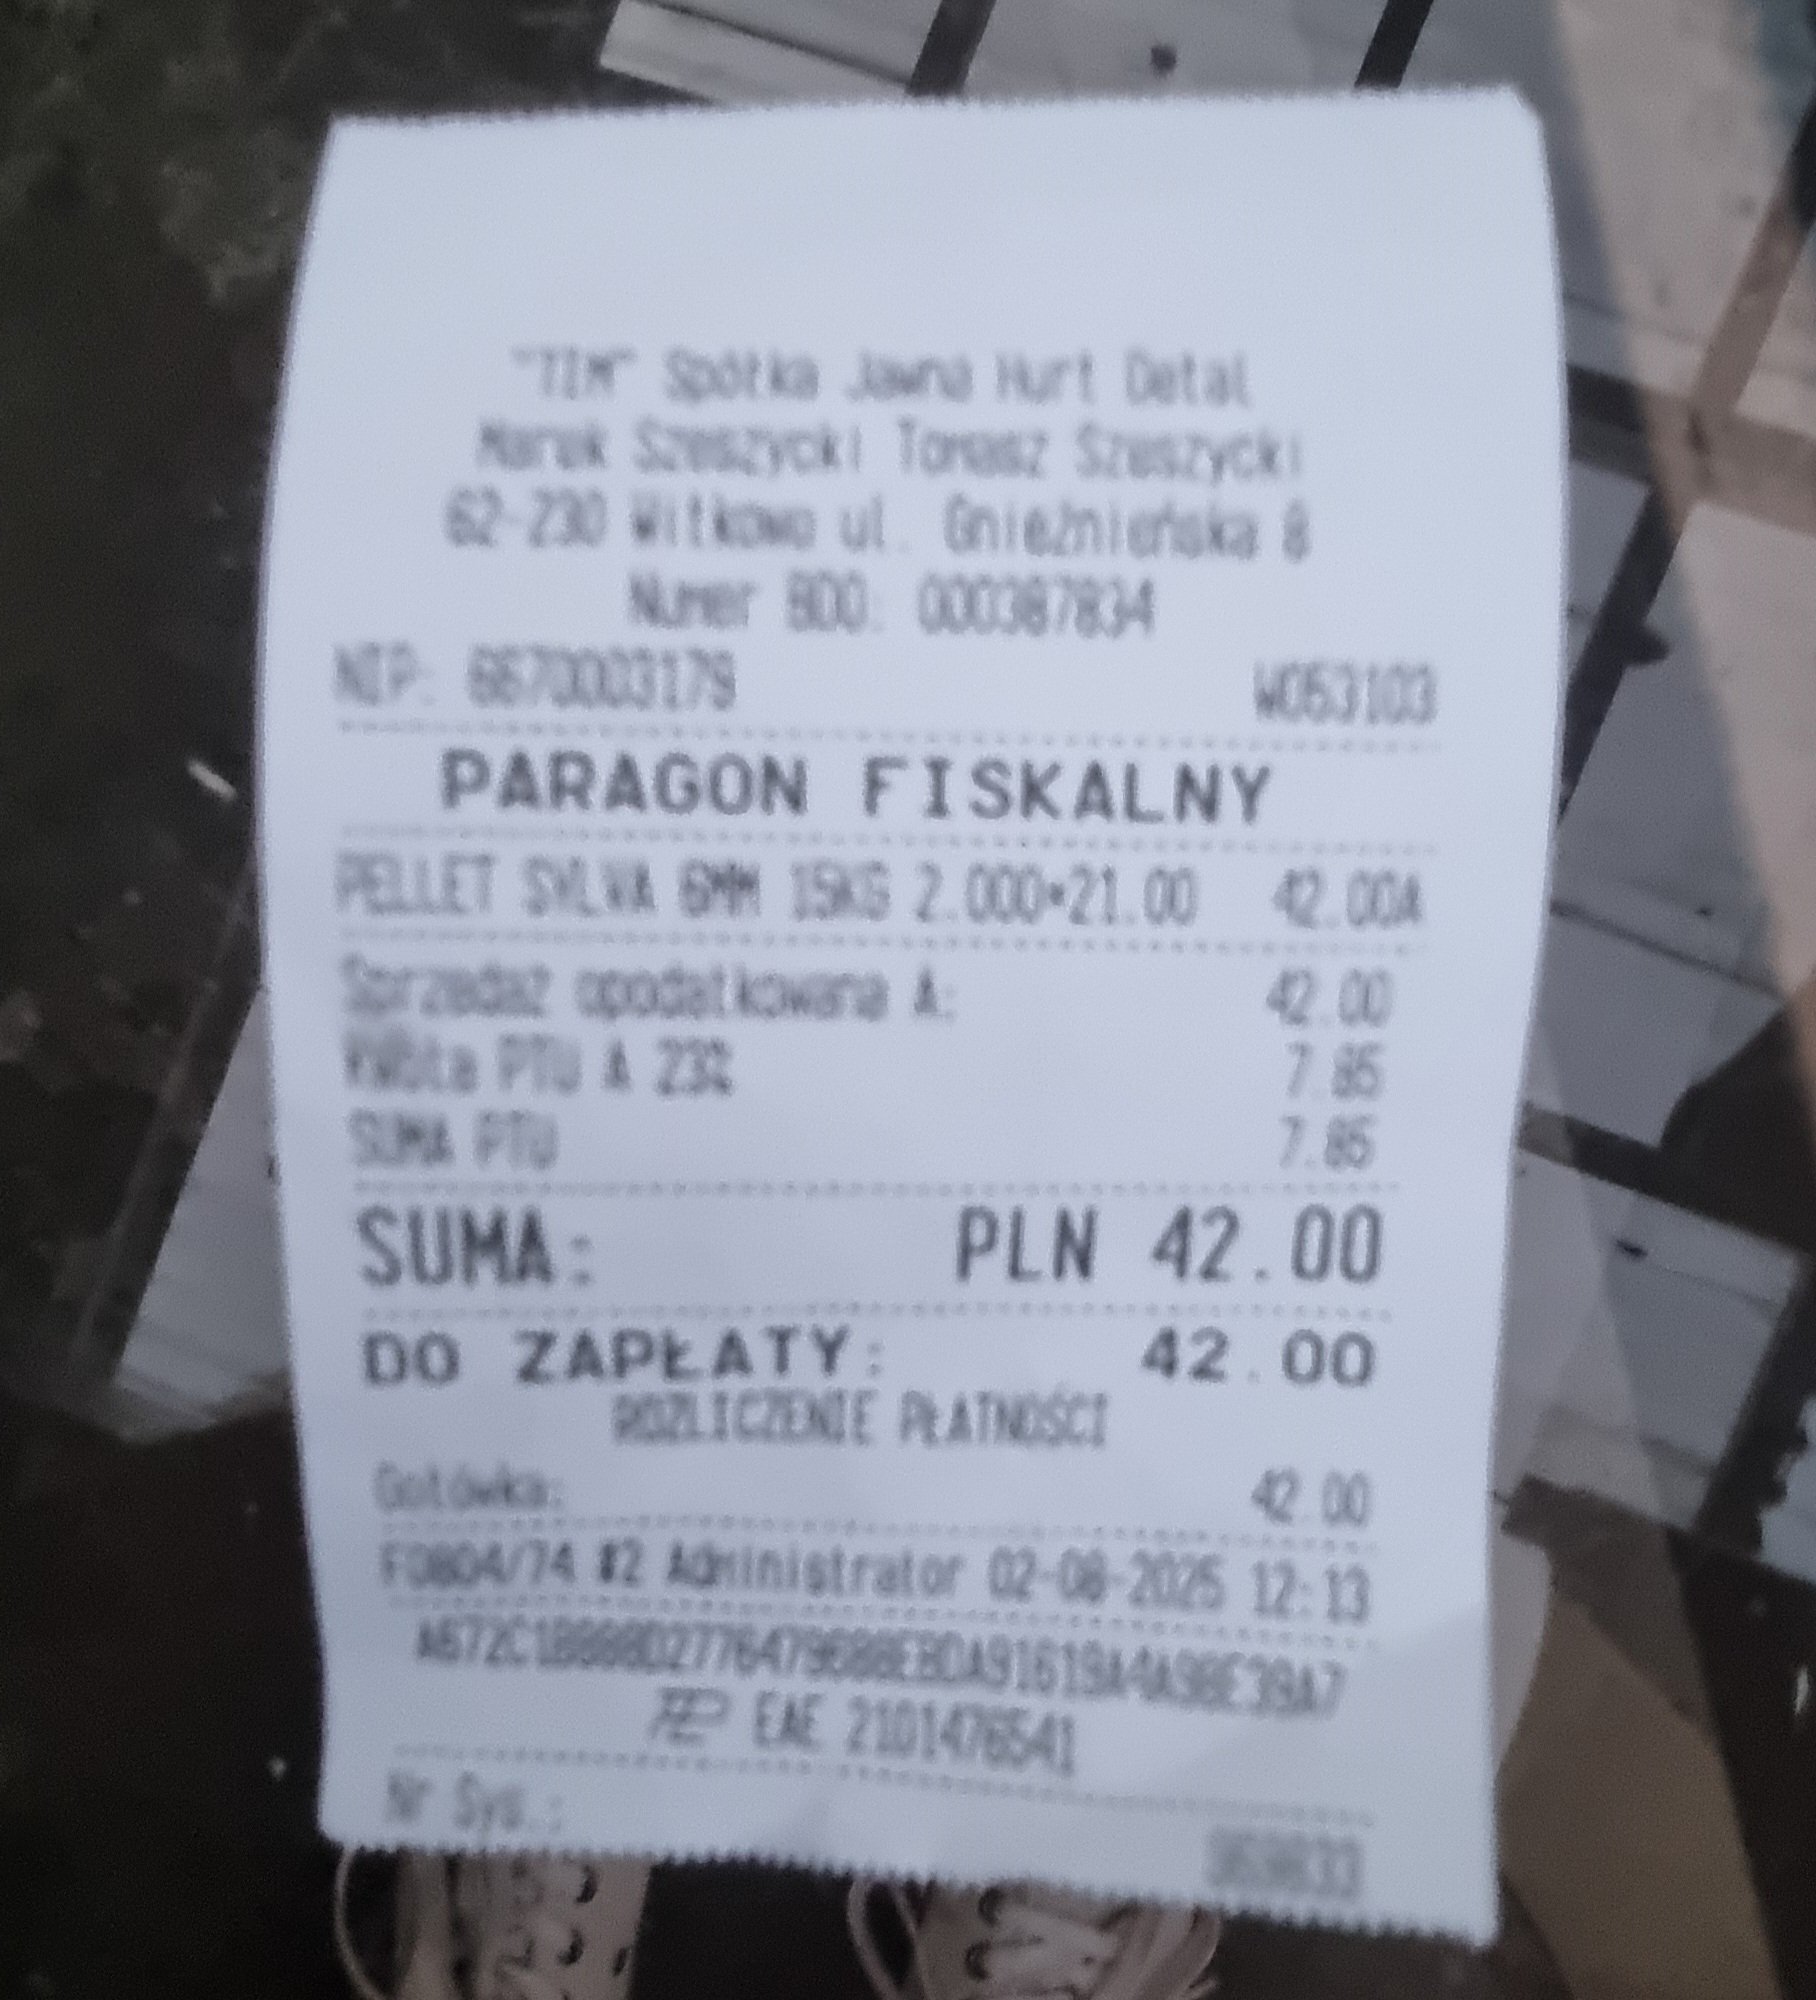 "TIM" Spółka Jawna Hurt Detal
Marek Szeszycki Tomasz Szeszycki
62-230 Witkowo ul. Gnieźnieńska 8
Numer BDO: 000387834
NIP: 6670003179 W053103
PARAGON FISKALNY
PELLET SYLVA 6MM 15KG 2.000*21.00 42.00A
Sprzedaż opodatkowana A: 42.00
Kwota PTU A 23% 7.85
SUMA PTU 7.85
SUMA: PLN 42.00
DO ZAPŁATY: 42.00
ROZLICZENIE PŁATNOŚCI
Gotówka: 42.00
F0804/74 #2 Administrator 02-08-2025 12:13
EAE 2101476541
Nr Sys.: